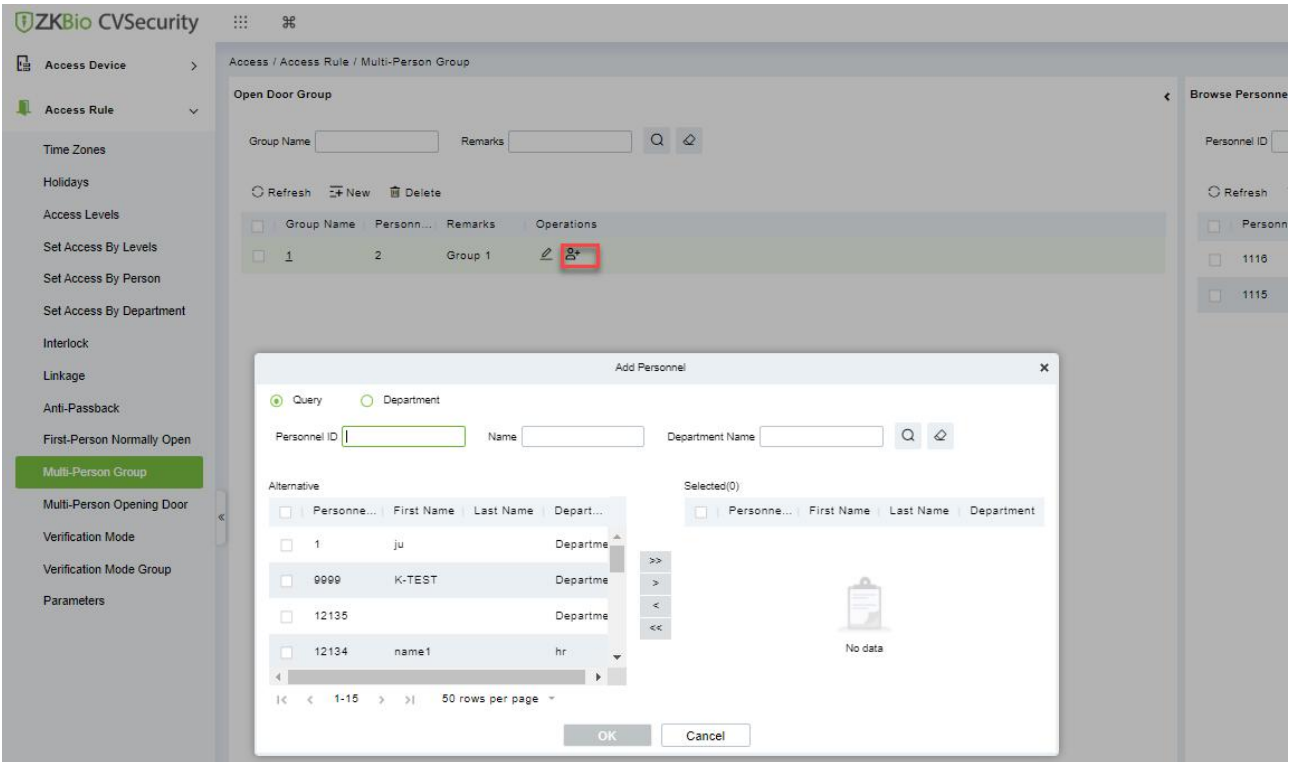 ZKBio CVSecurity
Access Device
Access Rule
Time Zones
Holidays
Access Levels
Set Access By Levels
Set Access By Person
Set Access By Department
Interlock
Linkage
Anti-Passback
First-Person Normally Open
Multi-Person Group
Multi-Person Opening Door
Verification Mode
Verification Mode Group
Parameters
Access / Access Rule / Multi-Person Group
Open Door Group
Group Name Remarks
Refresh New Delete
Group Name Personn... Remarks Operations
1 2 Group 1
Browse Personne
Personnel ID
Refresh
Personn
1116
1115
Add Personnel
Query Department
Personnel ID Name Department Name
Alternative
Personne... First Name Last Name Depart...
1 ju Departme
9999 K-TEST Departme
12135 Departme
12134 name1 hr
1-15 50 rows per page
>>
>
<
<<
Selected(0)
Personne... First Name Last Name Department
No data
OK Cancel